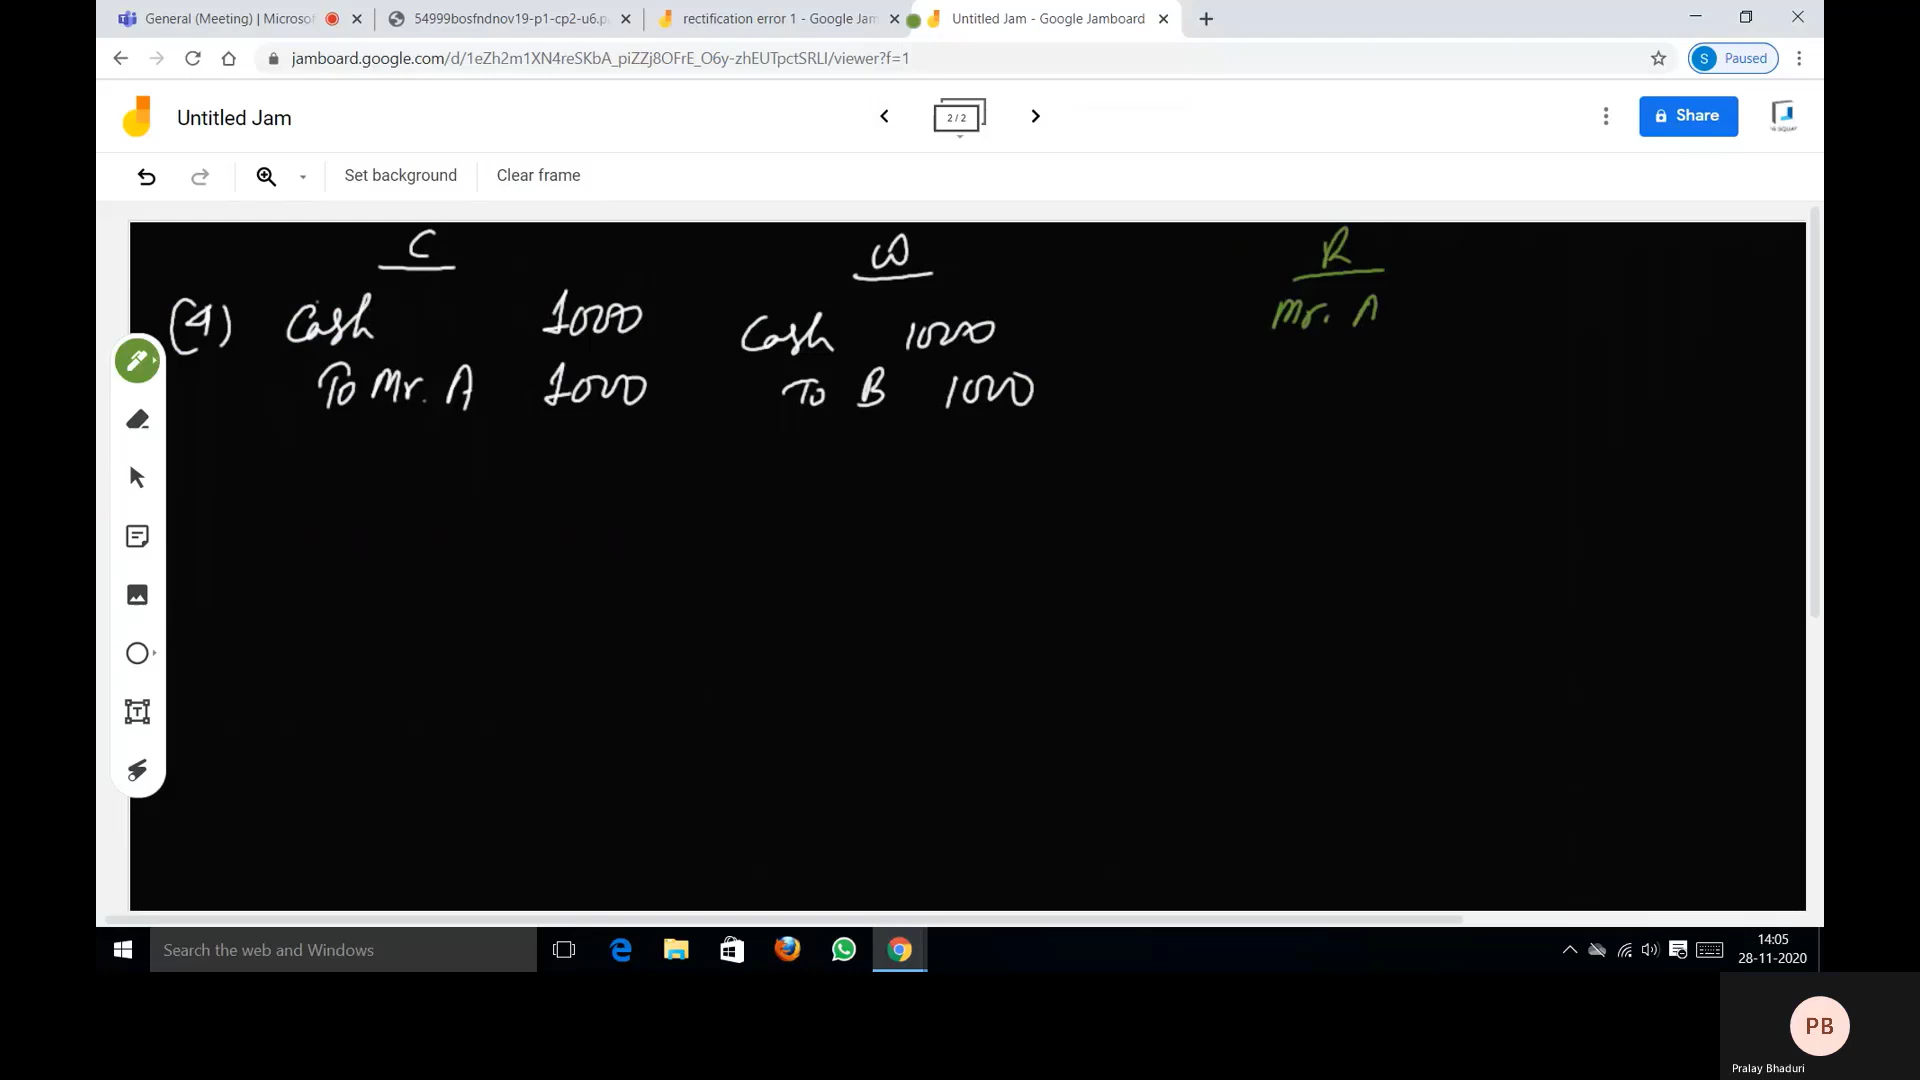 General (Meeting) | Microso
54999bosfndnov19-p1-cp2-u6.p
rectification error 1 - Google Jam
Untitled Jam - Google Jamboard
jamboard.google.com/d/1eZh2m1XN4reSKbA_piZZj8OFrE_O6y-zhEUTpctSRLI/viewer?f=1
S Paused
Untitled Jam
2 / 2
Share
Set background
Clear frame
C
W
R
(4) Cash 1000
Cash 1000
Mr. A
To Mr. A 1000
To B 1000
Search the web and Windows
14:05
28-11-2020
PB
Pralay Bhaduri